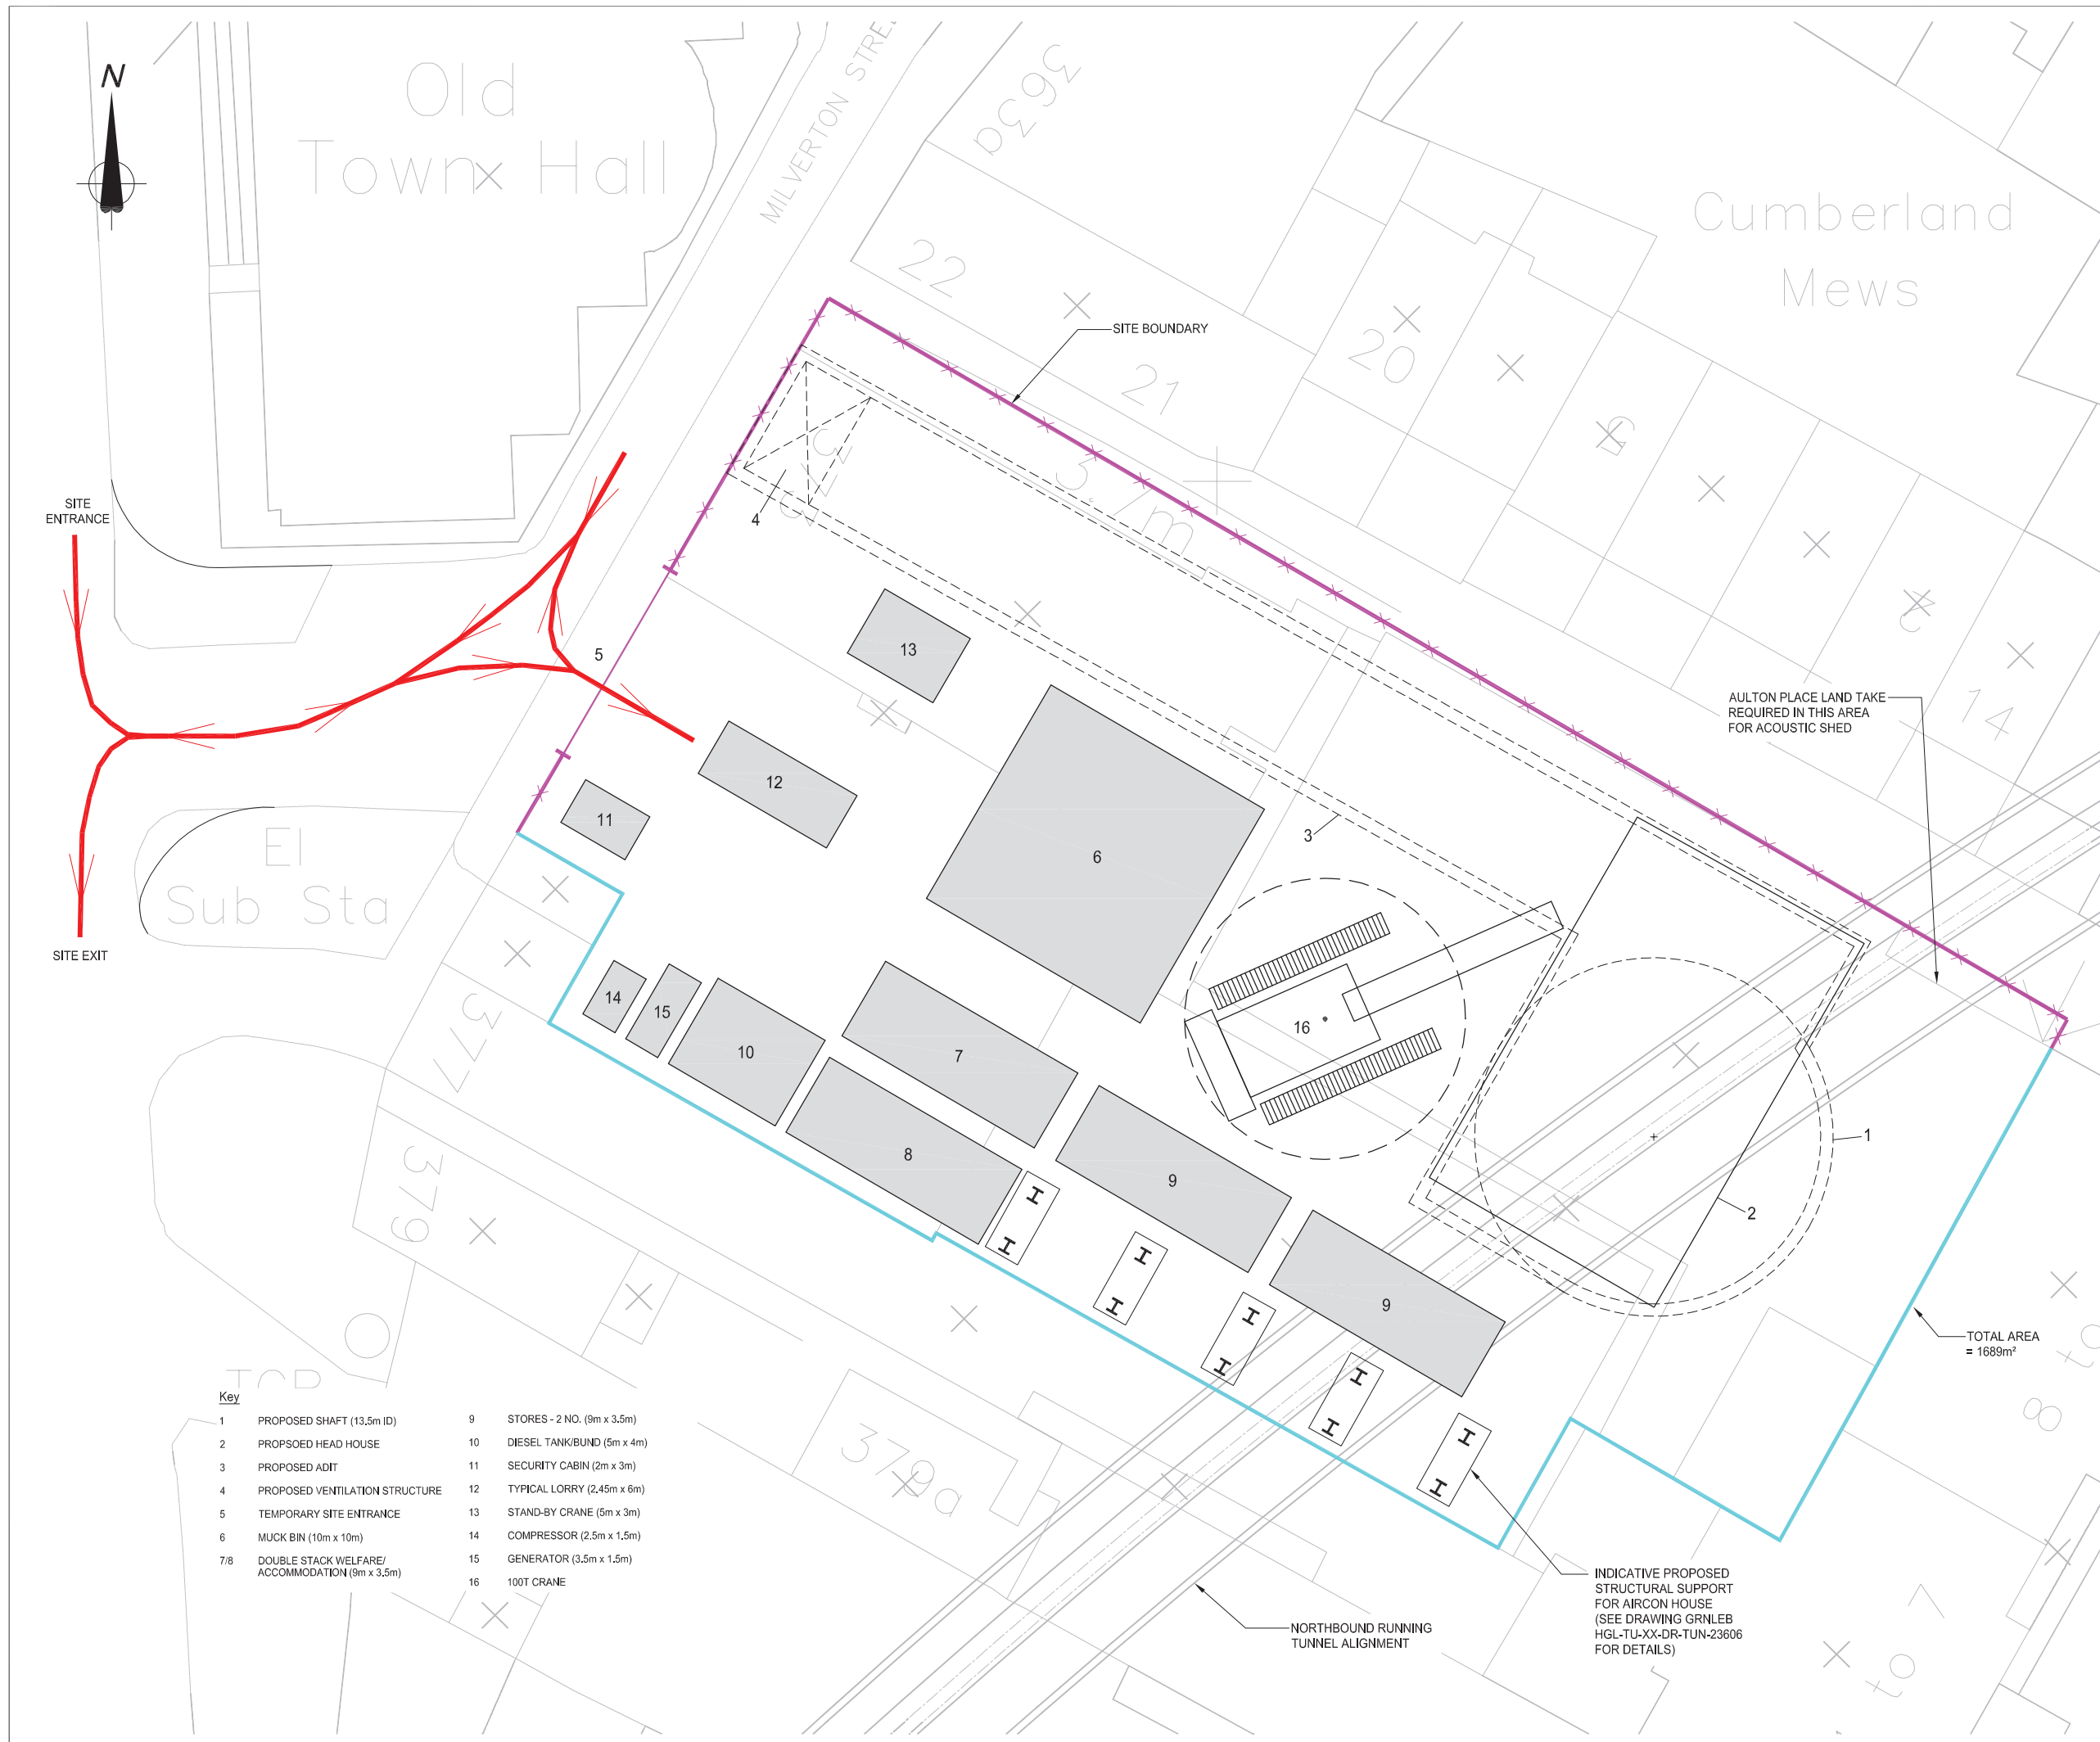 N
Old
Town Hall
MILVERTON STRE
363a
Cumberland
Mews
22
21
20
SITE BOUNDARY
SITE
ENTRANCE
4
3.7m
5
13
12
11
6
3
14
AULTON PLACE LAND TAKE
REQUIRED IN THIS AREA
FOR ACOUSTIC SHED
El
Sub Sta
SITE EXIT
14
15
10
7
8
9
9
16
1
2
377
379
379a
TOTAL AREA
= 1689m²
8
TCB
Key
1 PROPOSED SHAFT (13.5m ID)
2 PROPSOED HEAD HOUSE
3 PROPOSED ADIT
4 PROPOSED VENTILATION STRUCTURE
5 TEMPORARY SITE ENTRANCE
6 MUCK BIN (10m x 10m)
7/8 DOUBLE STACK WELFARE/
ACCOMMODATION (9m x 3.5m)
9 STORES - 2 NO. (9m x 3.5m)
10 DIESEL TANK/BUND (5m x 4m)
11 SECURITY CABIN (2m x 3m)
12 TYPICAL LORRY (2.45m x 6m)
13 STAND-BY CRANE (5m x 3m)
14 COMPRESSOR (2.5m x 1.5m)
15 GENERATOR (3.5m x 1.5m)
16 100T CRANE
NORTHBOUND RUNNING
TUNNEL ALIGNMENT
INDICATIVE PROPOSED
STRUCTURAL SUPPORT
FOR AIRCON HOUSE
(SEE DRAWING GRNLEB
HGL-TU-XX-DR-TUN-23606
FOR DETAILS)